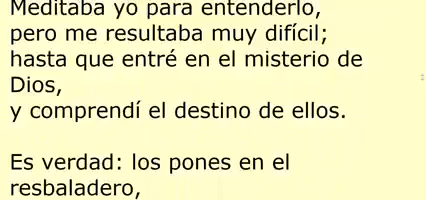 Meditaba yo para entenderlo,
pero me resultaba muy difícil;
hasta que entré en el misterio de
Dios,
y comprendí el destino de ellos.
Es verdad: los pones en el
resbaladero,